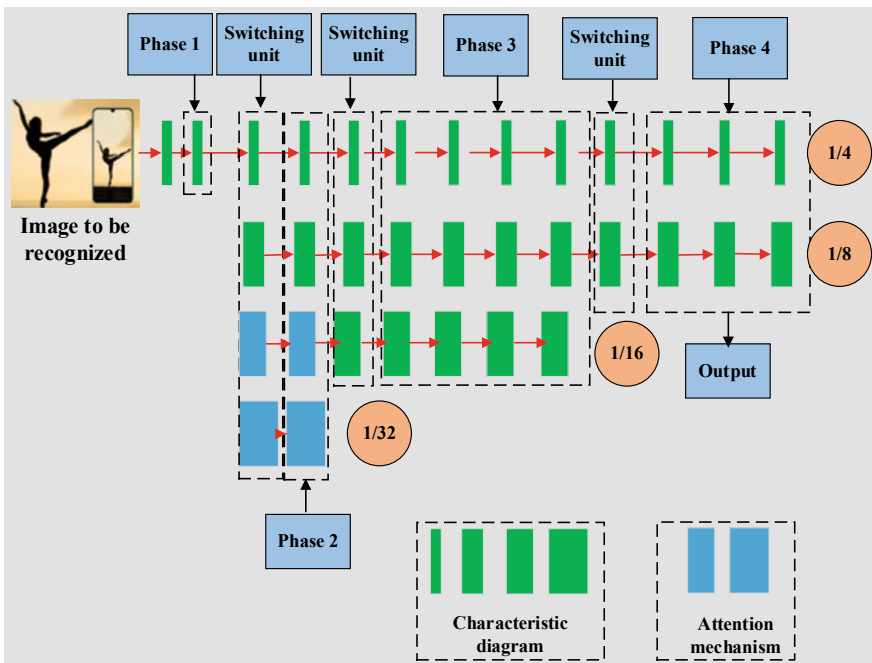 Phase 1
Switching
unit
Switching
unit
Phase 3
Switching
unit
Phase 4
Image to be
recognized
1/4
1/8
1/16
Output
1/32
Phase 2
Characteristic
diagram
Attention
mechanism